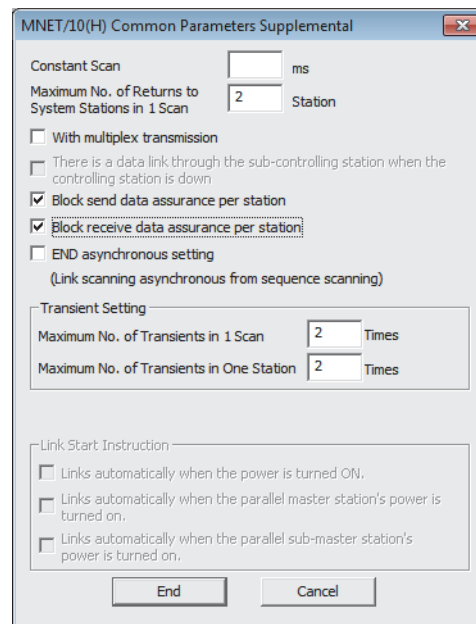 MNET/10(H) Common Parameters Supplemental
Constant Scan ms
Maximum No. of Returns to
System Stations in 1 Scan 2 Station
With multiplex transmission
There is a data link through the sub-controlling station when the
controlling station is down
Block send data assurance per station
Block receive data assurance per station
END asynchronous setting
(Link scanning asynchronous from sequence scanning)
Transient Setting
Maximum No. of Transients in 1 Scan 2 Times
Maximum No. of Transients in One Station 2 Times
Link Start Instruction
Links automatically when the power is turned ON.
Links automatically when the parallel master station's power is
turned on.
Links automatically when the parallel sub-master station's
power is turned on.
End Cancel